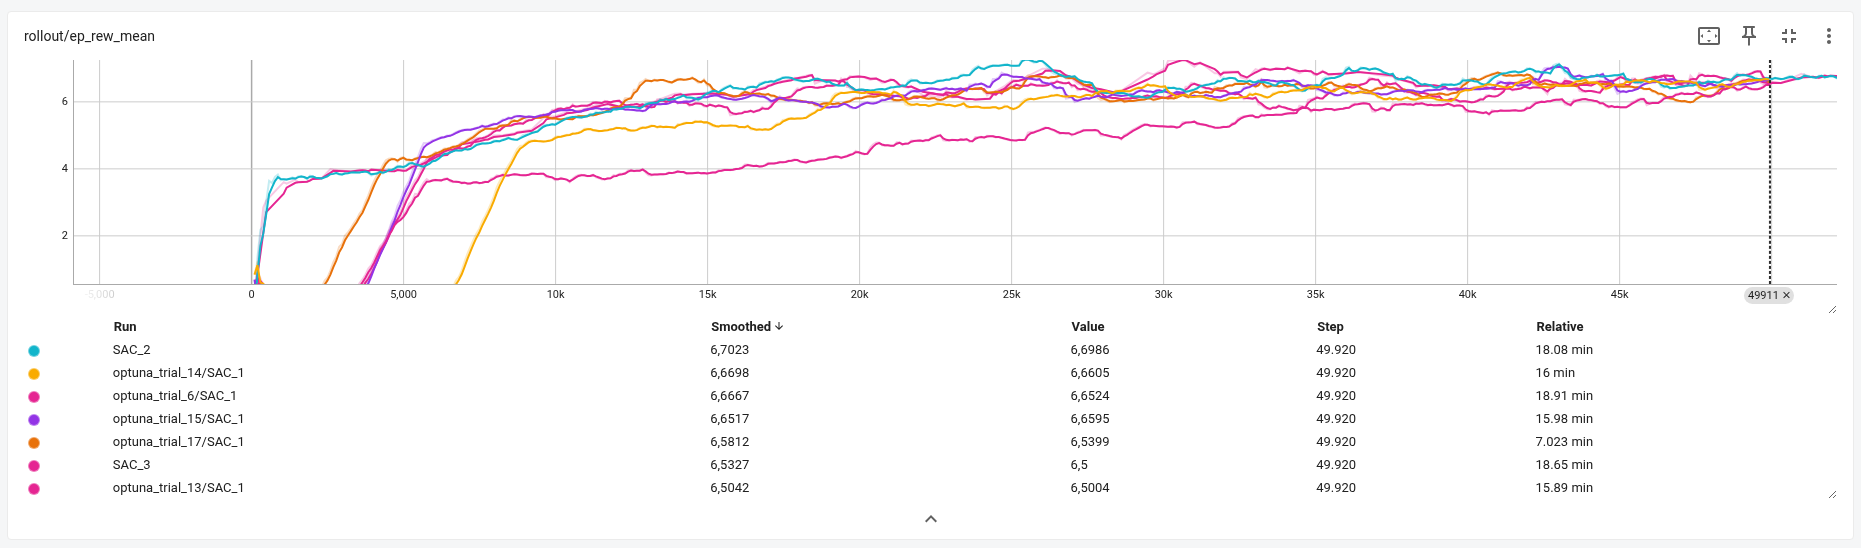 rollout/ep_rew_mean
6
4
2
-5,000 0 5,000 10k 15k 20k 25k 30k 35k 40k 45k 49911 ×
Run Smoothed ↓ Value Step Relative
SAC_2 6,7023 6,6986 49.920 18.08 min
optuna_trial_14/SAC_1 6,6698 6,6605 49.920 16 min
optuna_trial_6/SAC_1 6,6667 6,6524 49.920 18.91 min
optuna_trial_15/SAC_1 6,6517 6,6595 49.920 15.98 min
optuna_trial_17/SAC_1 6,5812 6,5399 49.920 7.023 min
SAC_3 6,5327 6,5 49.920 18.65 min
optuna_trial_13/SAC_1 6,5042 6,5004 49.920 15.89 min